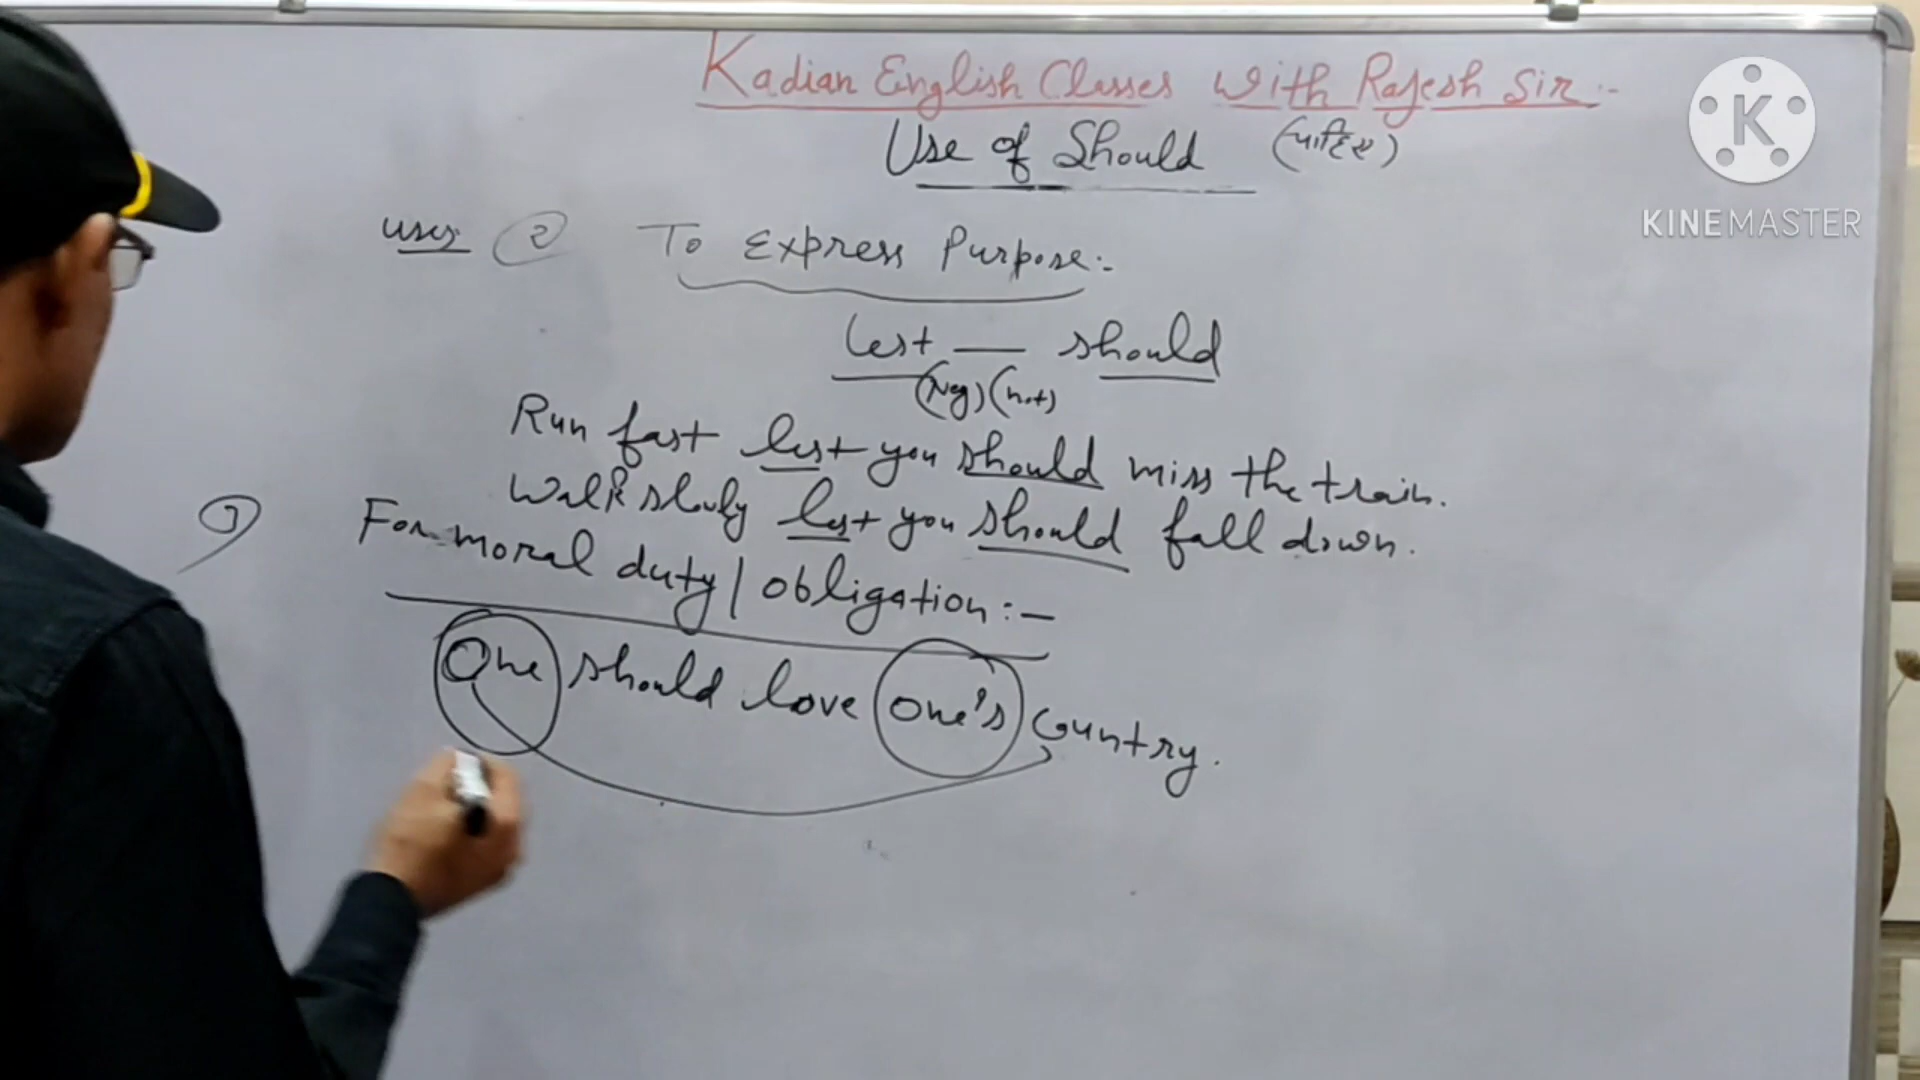 Kadian English Classes with Rajesh Sir:-
Use of Should (चाहिए)
Uses 2 To Express Purpose:-
lest __ should
(Neg) (not)
Run fast lest you should miss the train.
Walk slowly lest you should fall down.
For moral duty/obligation:-
One should love one's country.
K
KINEMASTER